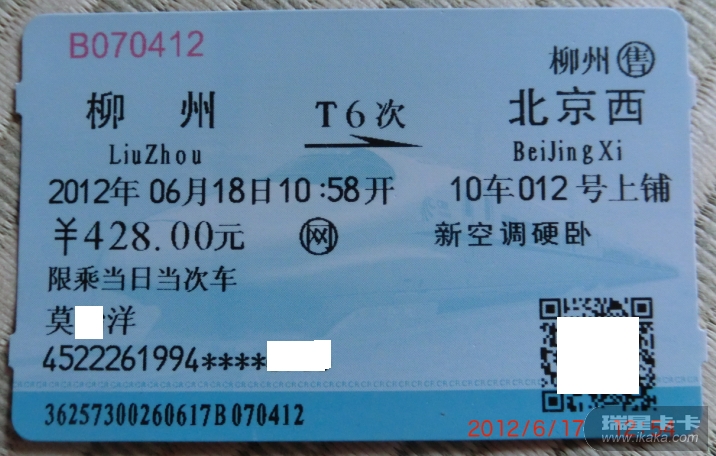 B070412
柳州 售
柳州 T6次 北京西
LiuZhou BeiJingXi
2012年06月18日10:58开 10车012号上铺
￥428.00元 网 新空调硬卧
限乘当日当次车
莫 洋
4522261994****
36257300260617B070412
2012/6/17
瑞星卡卡
www.ikaka.com